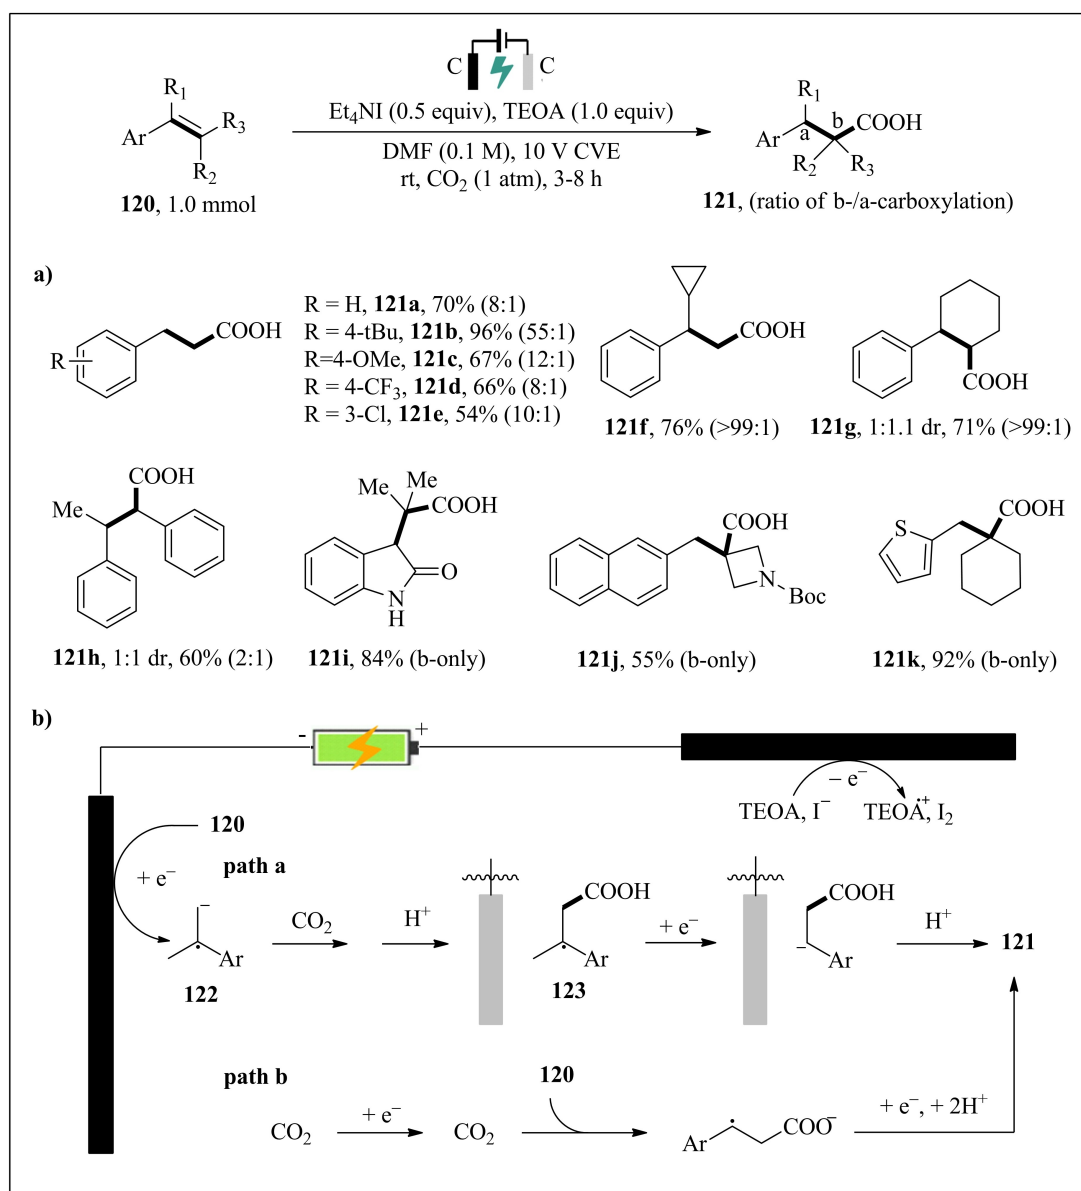 C C
Et₄NI (0.5 equiv), TEOA (1.0 equiv)
DMF (0.1 M), 10 V CVE
rt, CO₂ (1 atm), 3-8 h
R₁
Ar
R₃
R₂
120, 1.0 mmol
R₁
b
COOH
Ar
a
R₂ R₃
121, (ratio of b-/a-carboxylation)
a)
R
COOH
R = H, 121a, 70% (8:1)
R = 4-tBu, 121b, 96% (55:1)
R=4-OMe, 121c, 67% (12:1)
R = 4-CF₃, 121d, 66% (8:1)
R = 3-Cl, 121e, 54% (10:1)
COOH
121f, 76% (>99:1)
COOH
121g, 1:1.1 dr, 71% (>99:1)
COOH
Me
121h, 1:1 dr, 60% (2:1)
Me Me
COOH
O
N
H
121i, 84% (b-only)
COOH
N
Boc
121j, 55% (b-only)
S
COOH
121k, 92% (b-only)
b)
- +
− e⁻
TEOA, I⁻ TEOA•⁺, I₂
120
+ e⁻
path a
−
•
Ar
122
CO₂
H⁺
COOH
•
Ar
123
+ e⁻
COOH
−
Ar
H⁺
121
path b
CO₂
+ e⁻
CO₂
120
•
Ar
COO⁻
+ e⁻, + 2H⁺